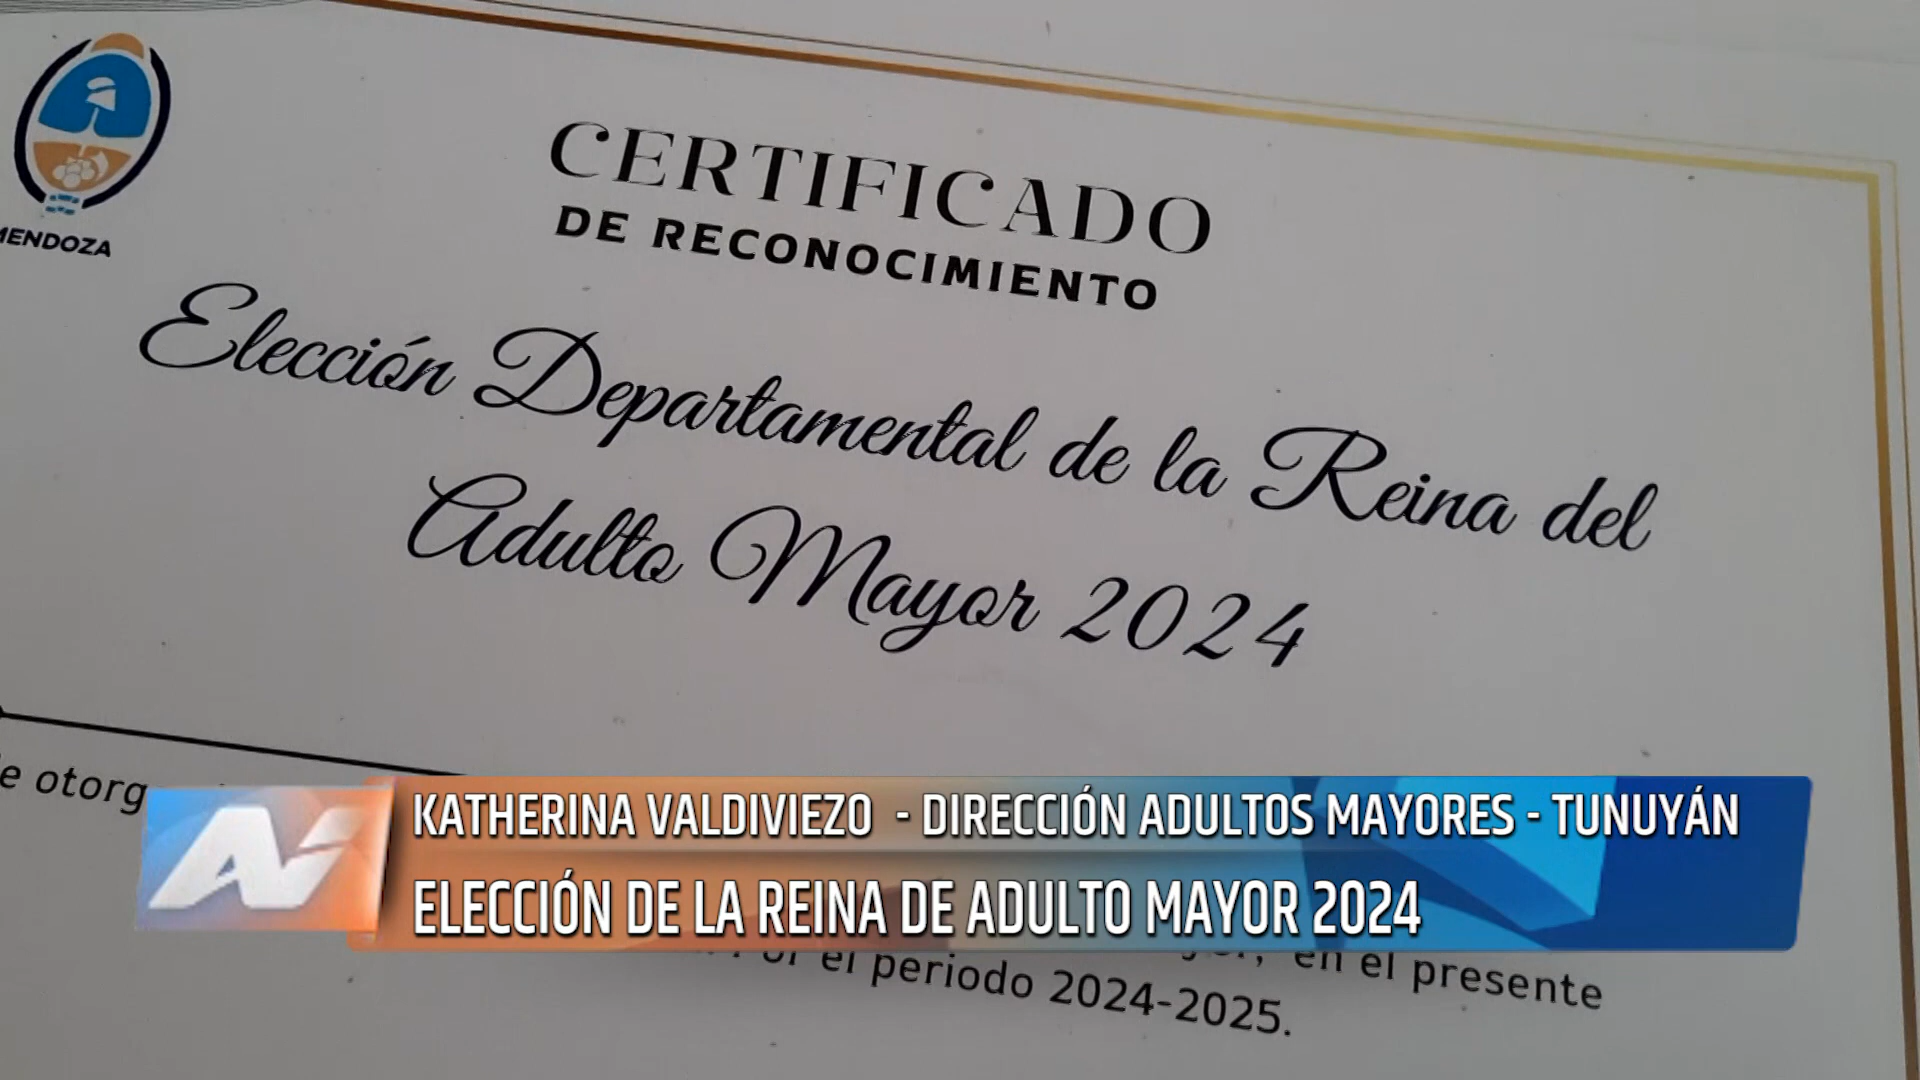 MENDOZA
CERTIFICADO
DE RECONOCIMIENTO
Elección Departamental de la Reina del
Adulto Mayor 2024
otorg
KATHERINA VALDIVIEZO - DIRECCIÓN ADULTOS MAYORES - TUNUYÁN
ELECCIÓN DE LA REINA DE ADULTO MAYOR 2024
en el presente
el periodo 2024-2025.